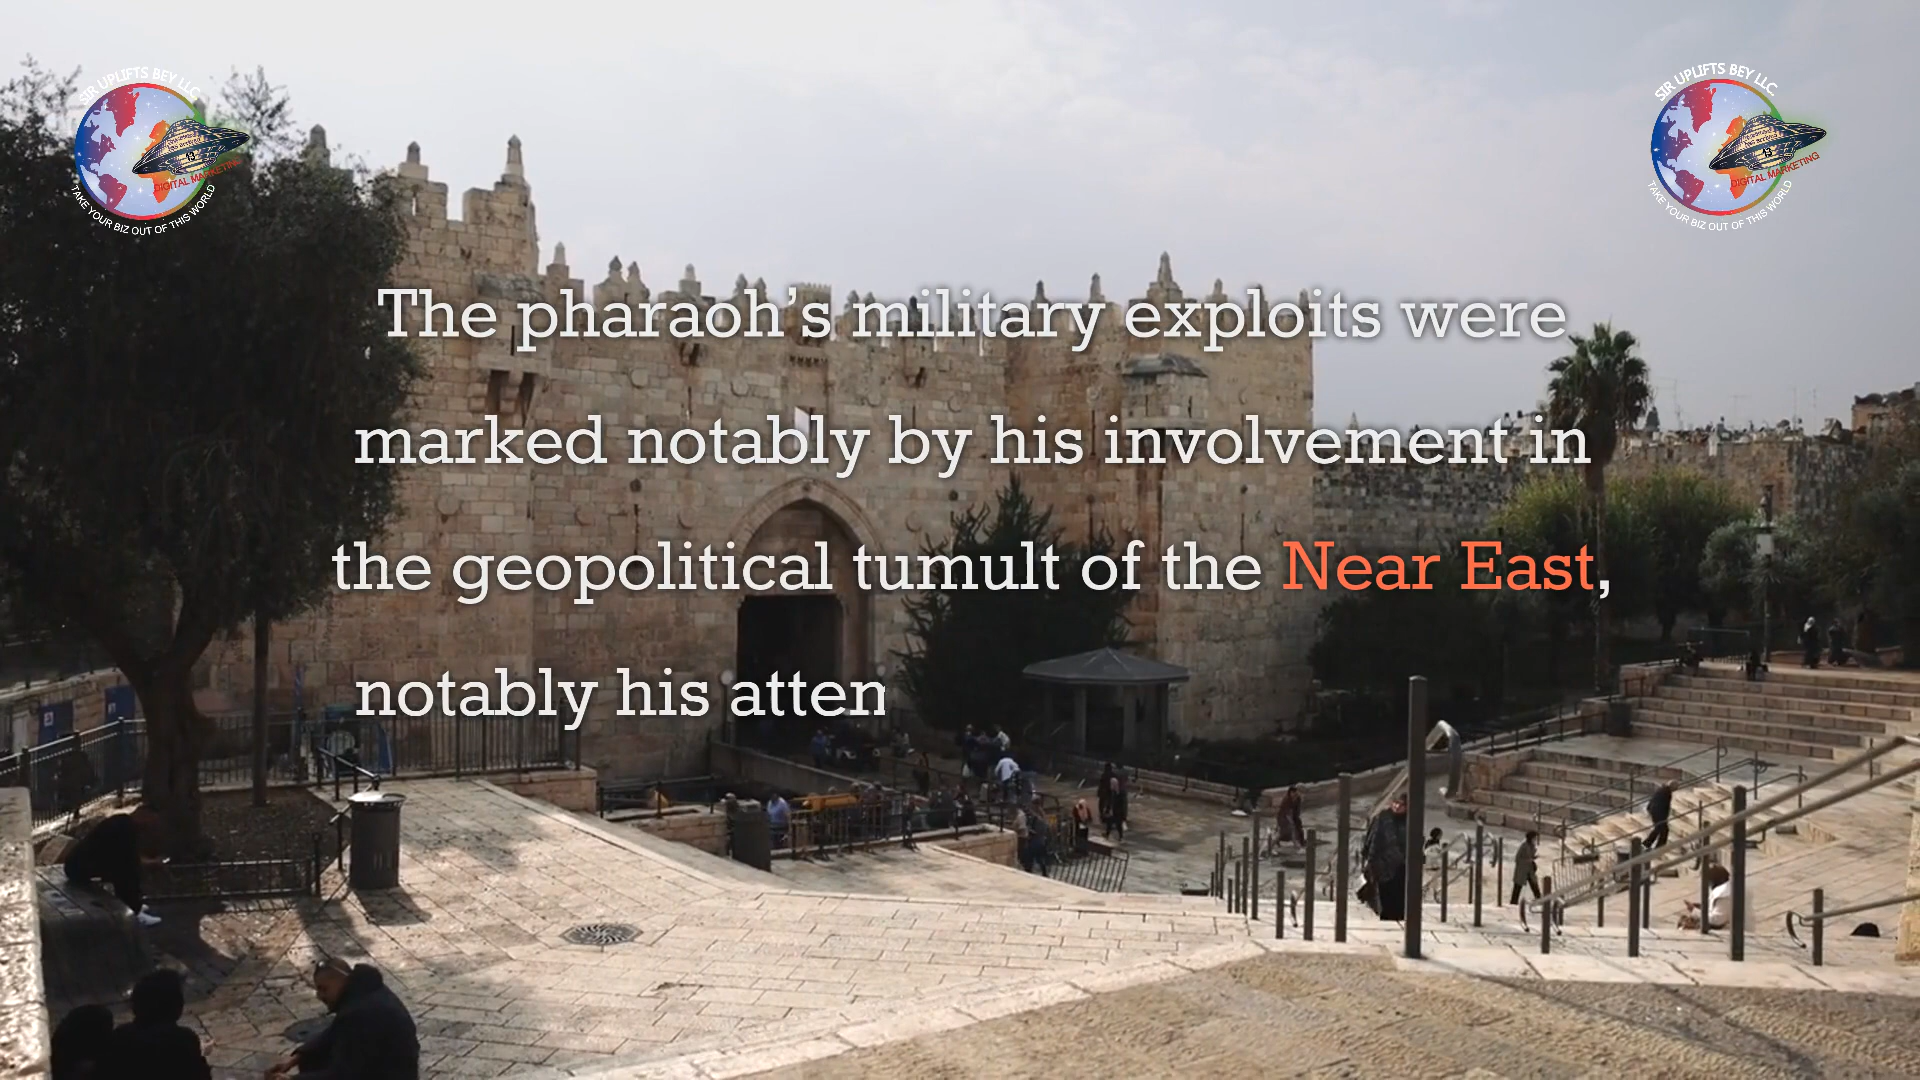 SIR UPLIFTS BEY LLC.
DIGITAL MARKETING
TAKE YOUR BIZ OUT OF THIS WORLD
SIR UPLIFTS BEY LLC.
DIGITAL MARKETING
TAKE YOUR BIZ OUT OF THIS WORLD
The pharaoh’s military exploits were
marked notably by his involvement in
the geopolitical tumult of the Near East,
notably his atten